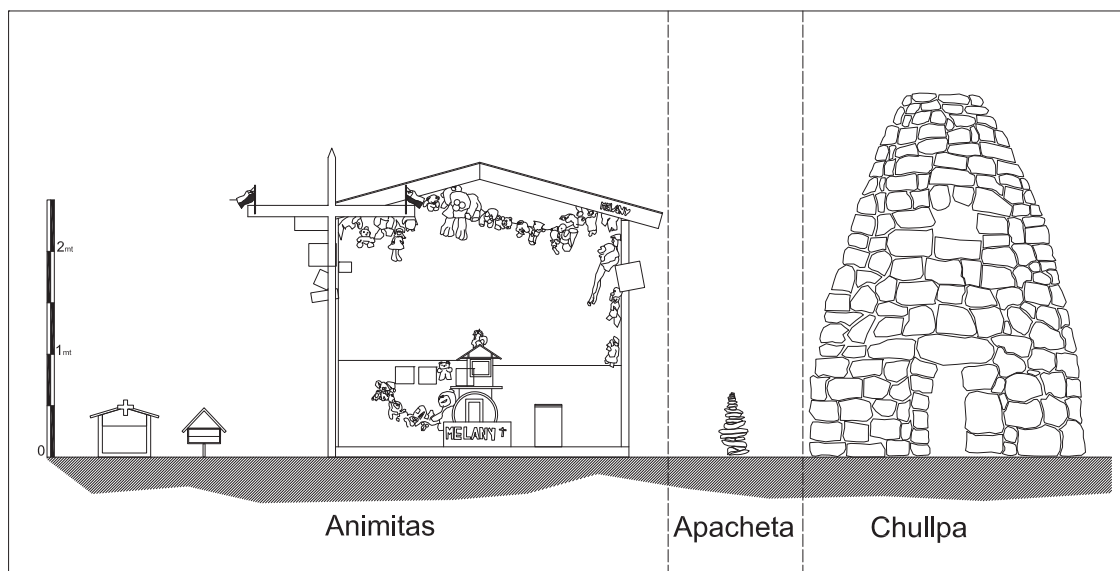 MELANY
2mt
1mt
MELANY
0
Animitas
Apacheta
Chullpa